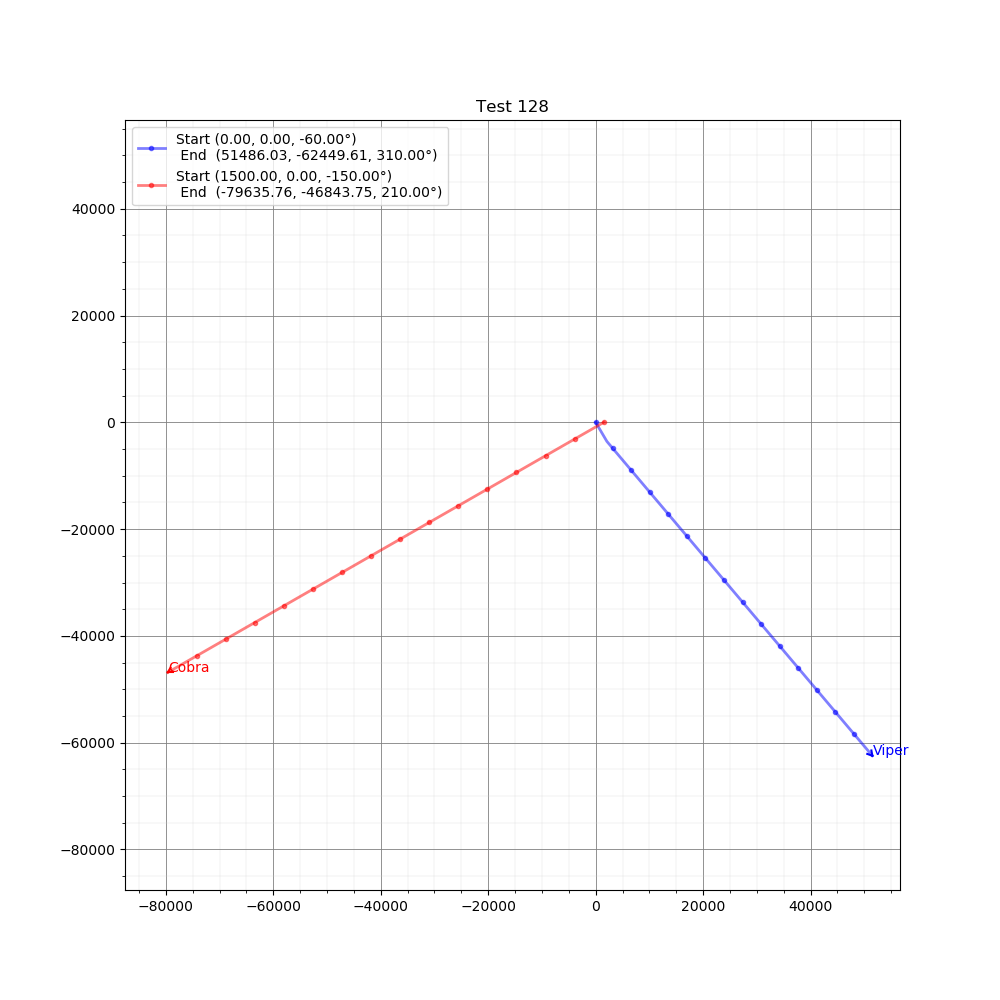 Test 128
Start (0.00, 0.00, -60.00°)
End (51486.03, -62449.61, 310.00°)
Start (1500.00, 0.00, -150.00°)
End (-79635.76, -46843.75, 210.00°)
40000
20000
0
−20000
−40000
−60000
−80000
Cobra
Viper
−80000 −60000 −40000 −20000 0 20000 40000